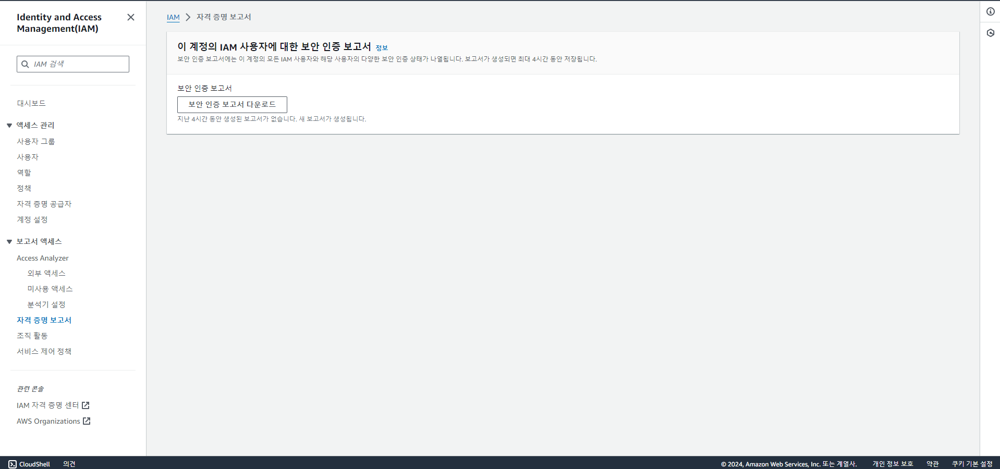 Identity and Access
Management(IAM)
IAM 검색
대시보드
액세스 관리
사용자 그룹
사용자
역할
정책
자격 증명 공급자
계정 설정
보고서 액세스
Access Analyzer
외부 액세스
미사용 액세스
분석기 설정
자격 증명 보고서
조직 활동
서비스 제어 정책
관련 콘솔
IAM 자격 증명 센터
AWS Organizations
IAM 자격 증명 보고서
이 계정의 IAM 사용자에 대한 보안 인증 보고서 정보
보안 인증 보고서에는 이 계정의 모든 IAM 사용자와 해당 사용자의 다양한 보안 인증 상태가 나열됩니다. 보고서가 생성되면 최대 4시간 동안 저장됩니다.
보안 인증 보고서
보안 인증 보고서 다운로드
지난 4시간 동안 생성된 보고서가 없습니다. 새 보고서가 생성됩니다.
CloudShell 의견 © 2024, Amazon Web Services, Inc. 또는 계열사. 개인 정보 보호 약관 쿠키 기본 설정